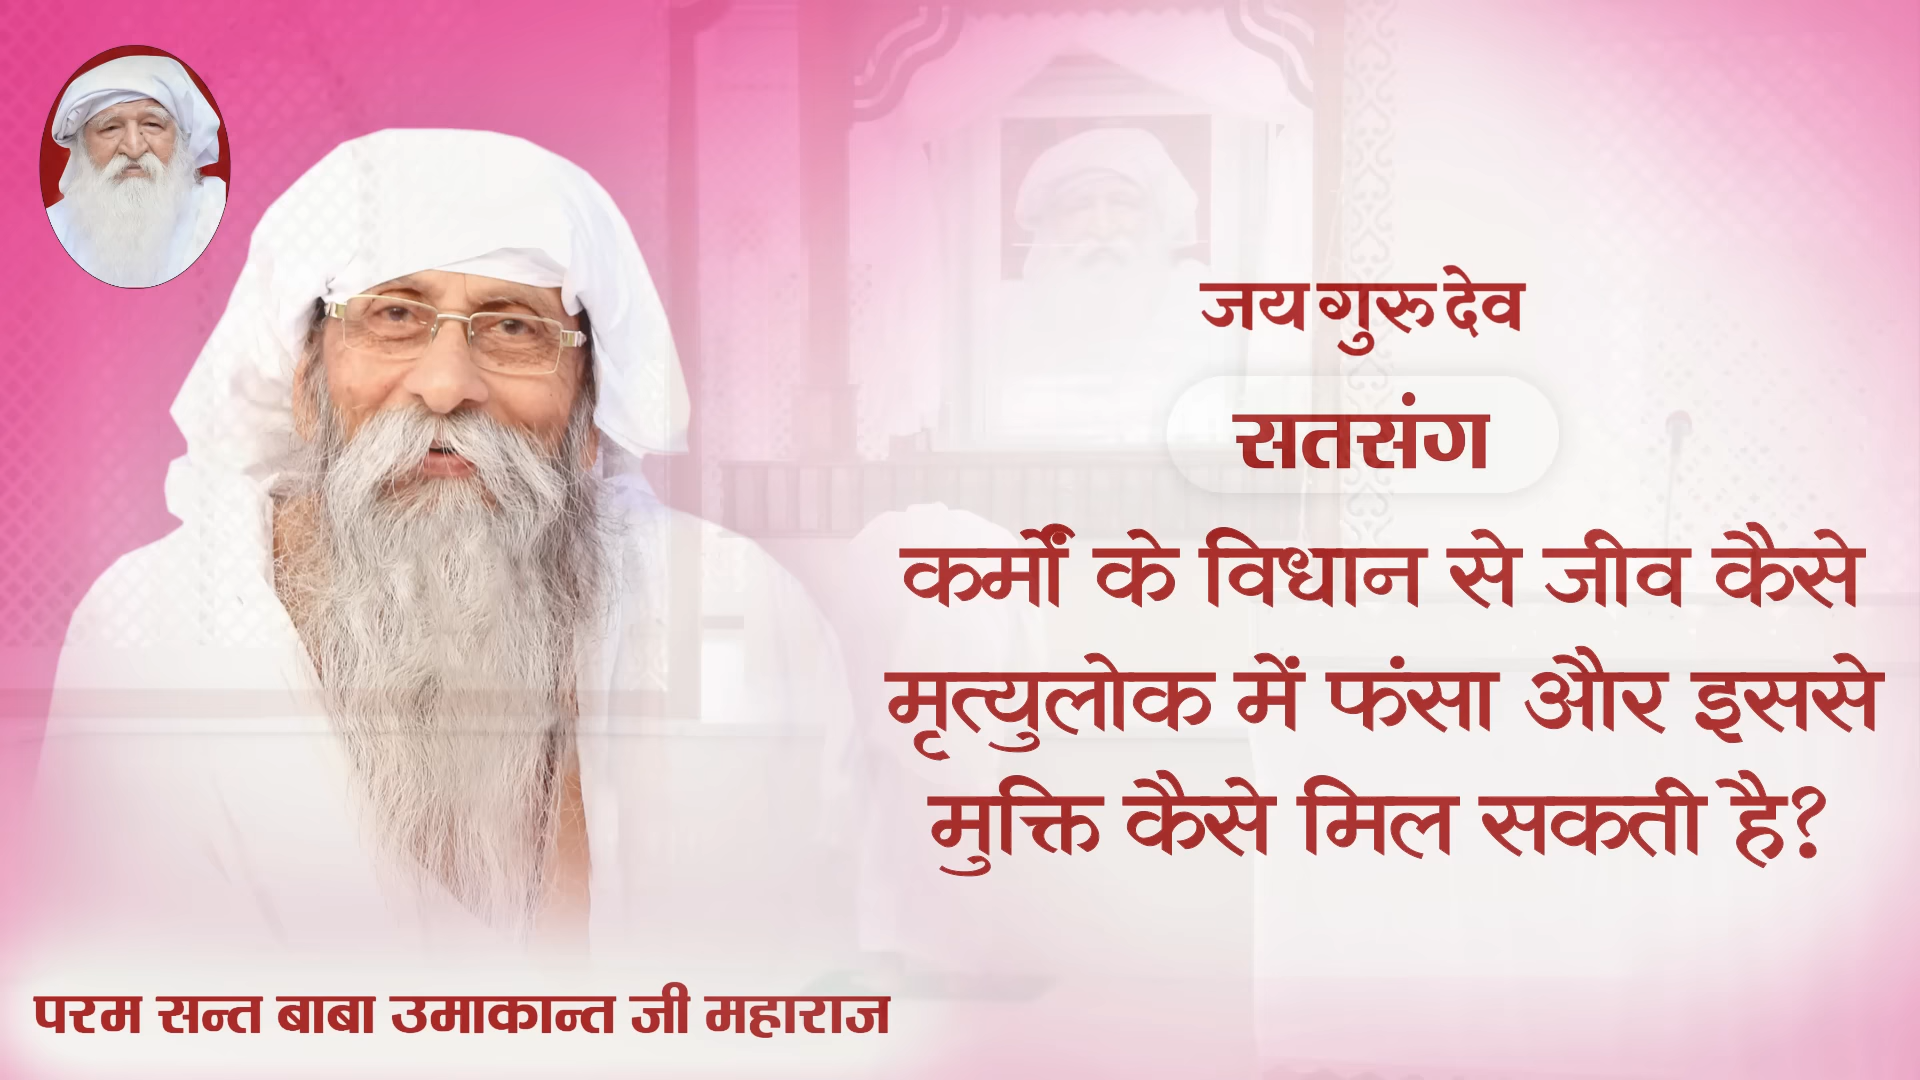 जय गुरु देव
सतसंग
कर्मों के विधान से जीव कैसे
मृत्युलोक में फंसा और इससे
मुक्ति कैसे मिल सकती है?
परम सन्त बाबा उमाकान्त जी महाराज